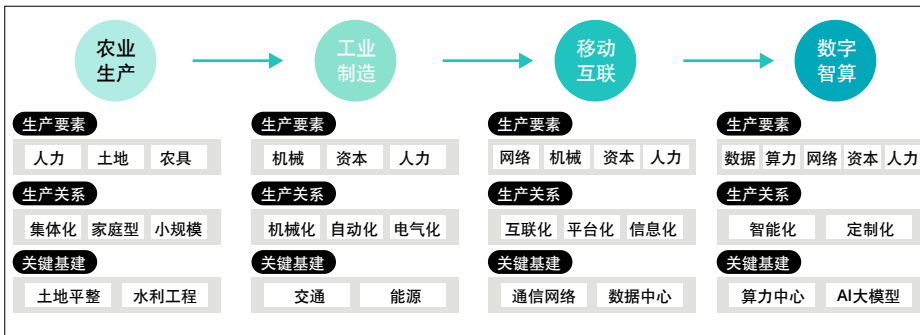 农业
生产
工业
制造
移动
互联
数字
智算
生产要素
人力 土地 农具
生产关系
集体化 家庭型 小规模
关键基建
土地平整 水利工程
生产要素
机械 资本 人力
生产关系
机械化 自动化 电气化
关键基建
交通 能源
生产要素
网络 机械 资本 人力
生产关系
互联化 平台化 信息化
关键基建
通信网络 数据中心
生产要素
数据 算力 网络 资本 人力
生产关系
智能化 定制化
关键基建
算力中心 AI大模型